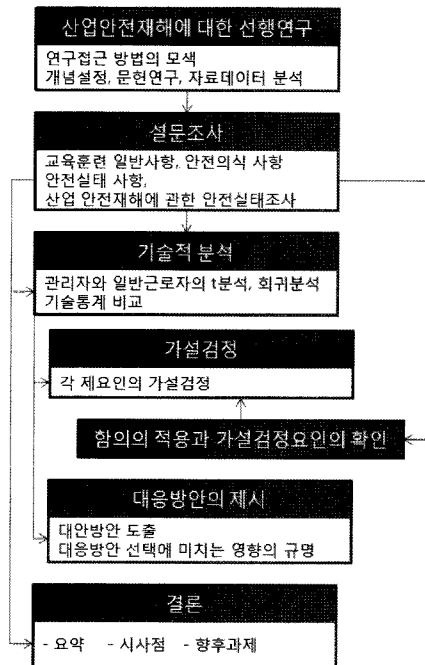 산업안전재해에 대한 선행연구
연구접근 방법의 모색
개념설정, 문헌연구, 자료데이터 분석
설문조사
교육훈련 일반사항, 안전의식 사항
안전실태 사항,
산업 안전재해에 관한 안전실태조사
기술적 분석
관리자와 일반근로자의 t분석, 회귀분석
기술통계 비교
가설검정
각 제요인의 가설검정
함의의 적용과 가설검정요인의 확인
대응방안의 제시
대안방안 도출
대응방안 선택에 미치는 영향의 규명
결론
- 요약 - 시사점 - 향후과제